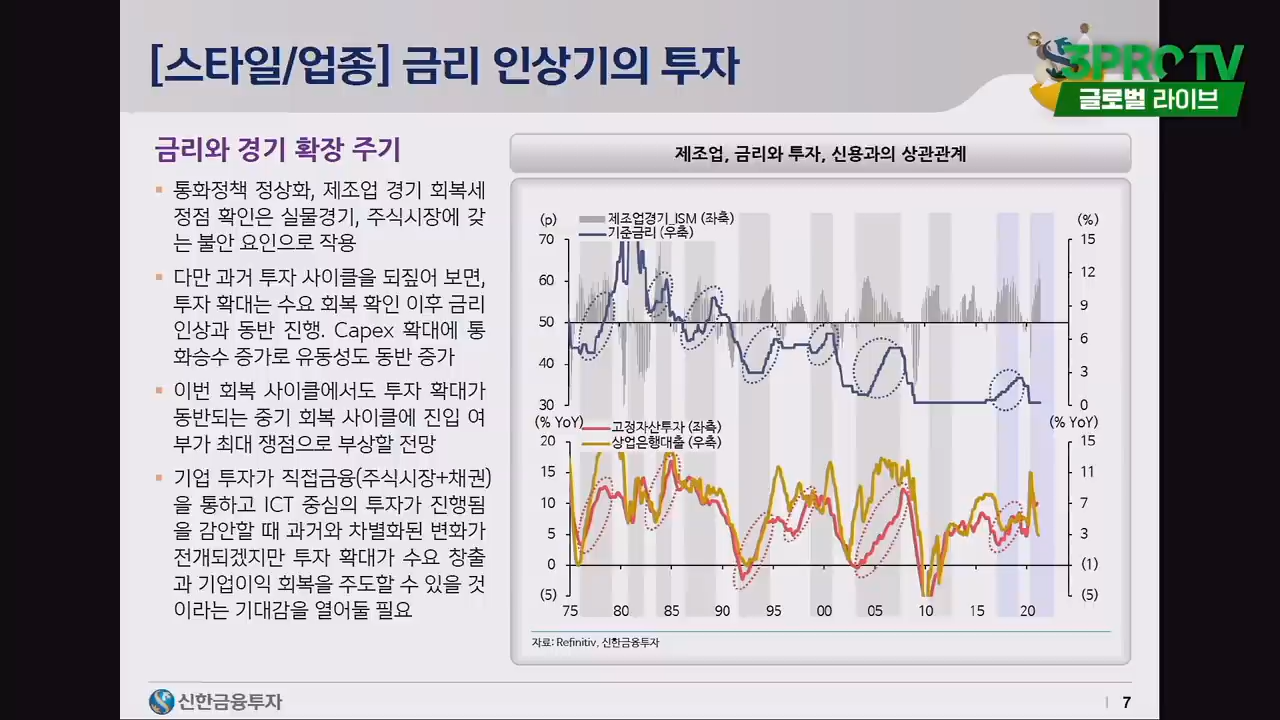 [스타일/업종] 금리 인상기의 투자
3PROTV
글로벌 라이브
금리와 경기 확장 주기
통화정책 정상화, 제조업 경기 회복세
정점 확인은 실물경기, 주식시장에 갖
는 불안 요인으로 작용
다만 과거 투자 사이클을 되짚어 보면,
투자 확대는 수요 회복 확인 이후 금리
인상과 동반 진행. Capex 확대에 통
화승수 증가로 유동성도 동반 증가
이번 회복 사이클에서도 투자 확대가
동반되는 중기 회복 사이클에 진입 여
부가 최대 쟁점으로 부상할 전망
기업 투자가 직접금융(주식시장+채권)
을 통하고 ICT 중심의 투자가 진행됨
을 감안할 때 과거와 차별화된 변화가
전개되겠지만 투자 확대가 수요 창출
과 기업이익 회복을 주도할 수 있을 것
이라는 기대감을 열어둘 필요
제조업, 금리와 투자, 신용과의 상관관계
(p) 제조업경기_ISM (좌축) (%)
기준금리 (우축)
70 15
60 12
9
50
6
40 3
30 0
(% YoY) 고정자산투자 (좌축) (% YoY)
상업은행대출 (우축)
20 15
15 11
10 7
5 3
0 (1)
(5) (5)
75 80 85 90 95 00 05 10 15 20
자료: Refinitiv, 신한금융투자
신한금융투자
7